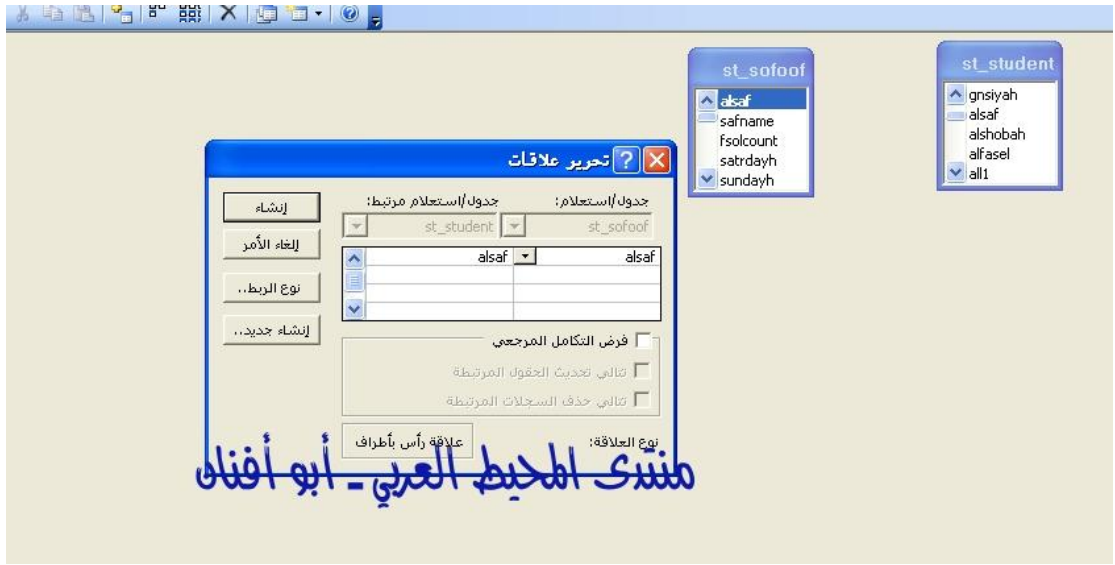 st_sofoof
alsaf
safname
fsolcount
satrdayh
sundayh
st_student
gnsiyah
alsaf
alshobah
alfasel
all1
تحرير علاقات
جدول/استعلام:
جدول/استعلام مرتبط:
st_sofoof
st_student
alsaf
alsaf
إنشاء
إلغاء الأمر
نوع الربط..
إنشاء جديد..
فرض التكامل المرجعي
تتالي تحديث الحقول المرتبطة
تتالي حذف السجلات المرتبطة
نوع العلاقة:
علاقة رأس بأطراف
منتدى المحيط العربي - أبو أفنان